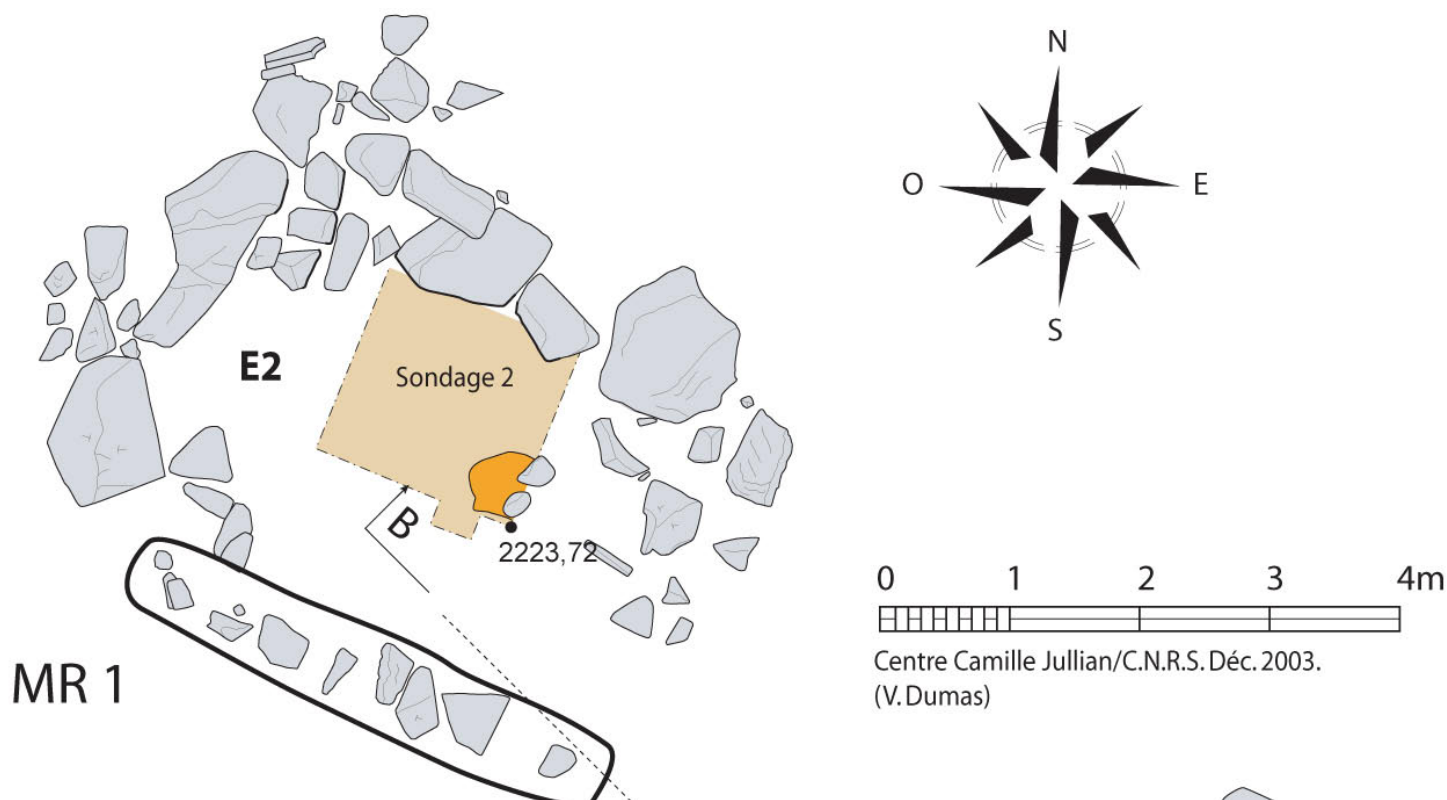 N
O E
S
E2
Sondage 2
B
2223,72
MR 1
0 1 2 3 4m
Centre Camille Jullian/C.N.R.S. Déc. 2003.
(V. Dumas)